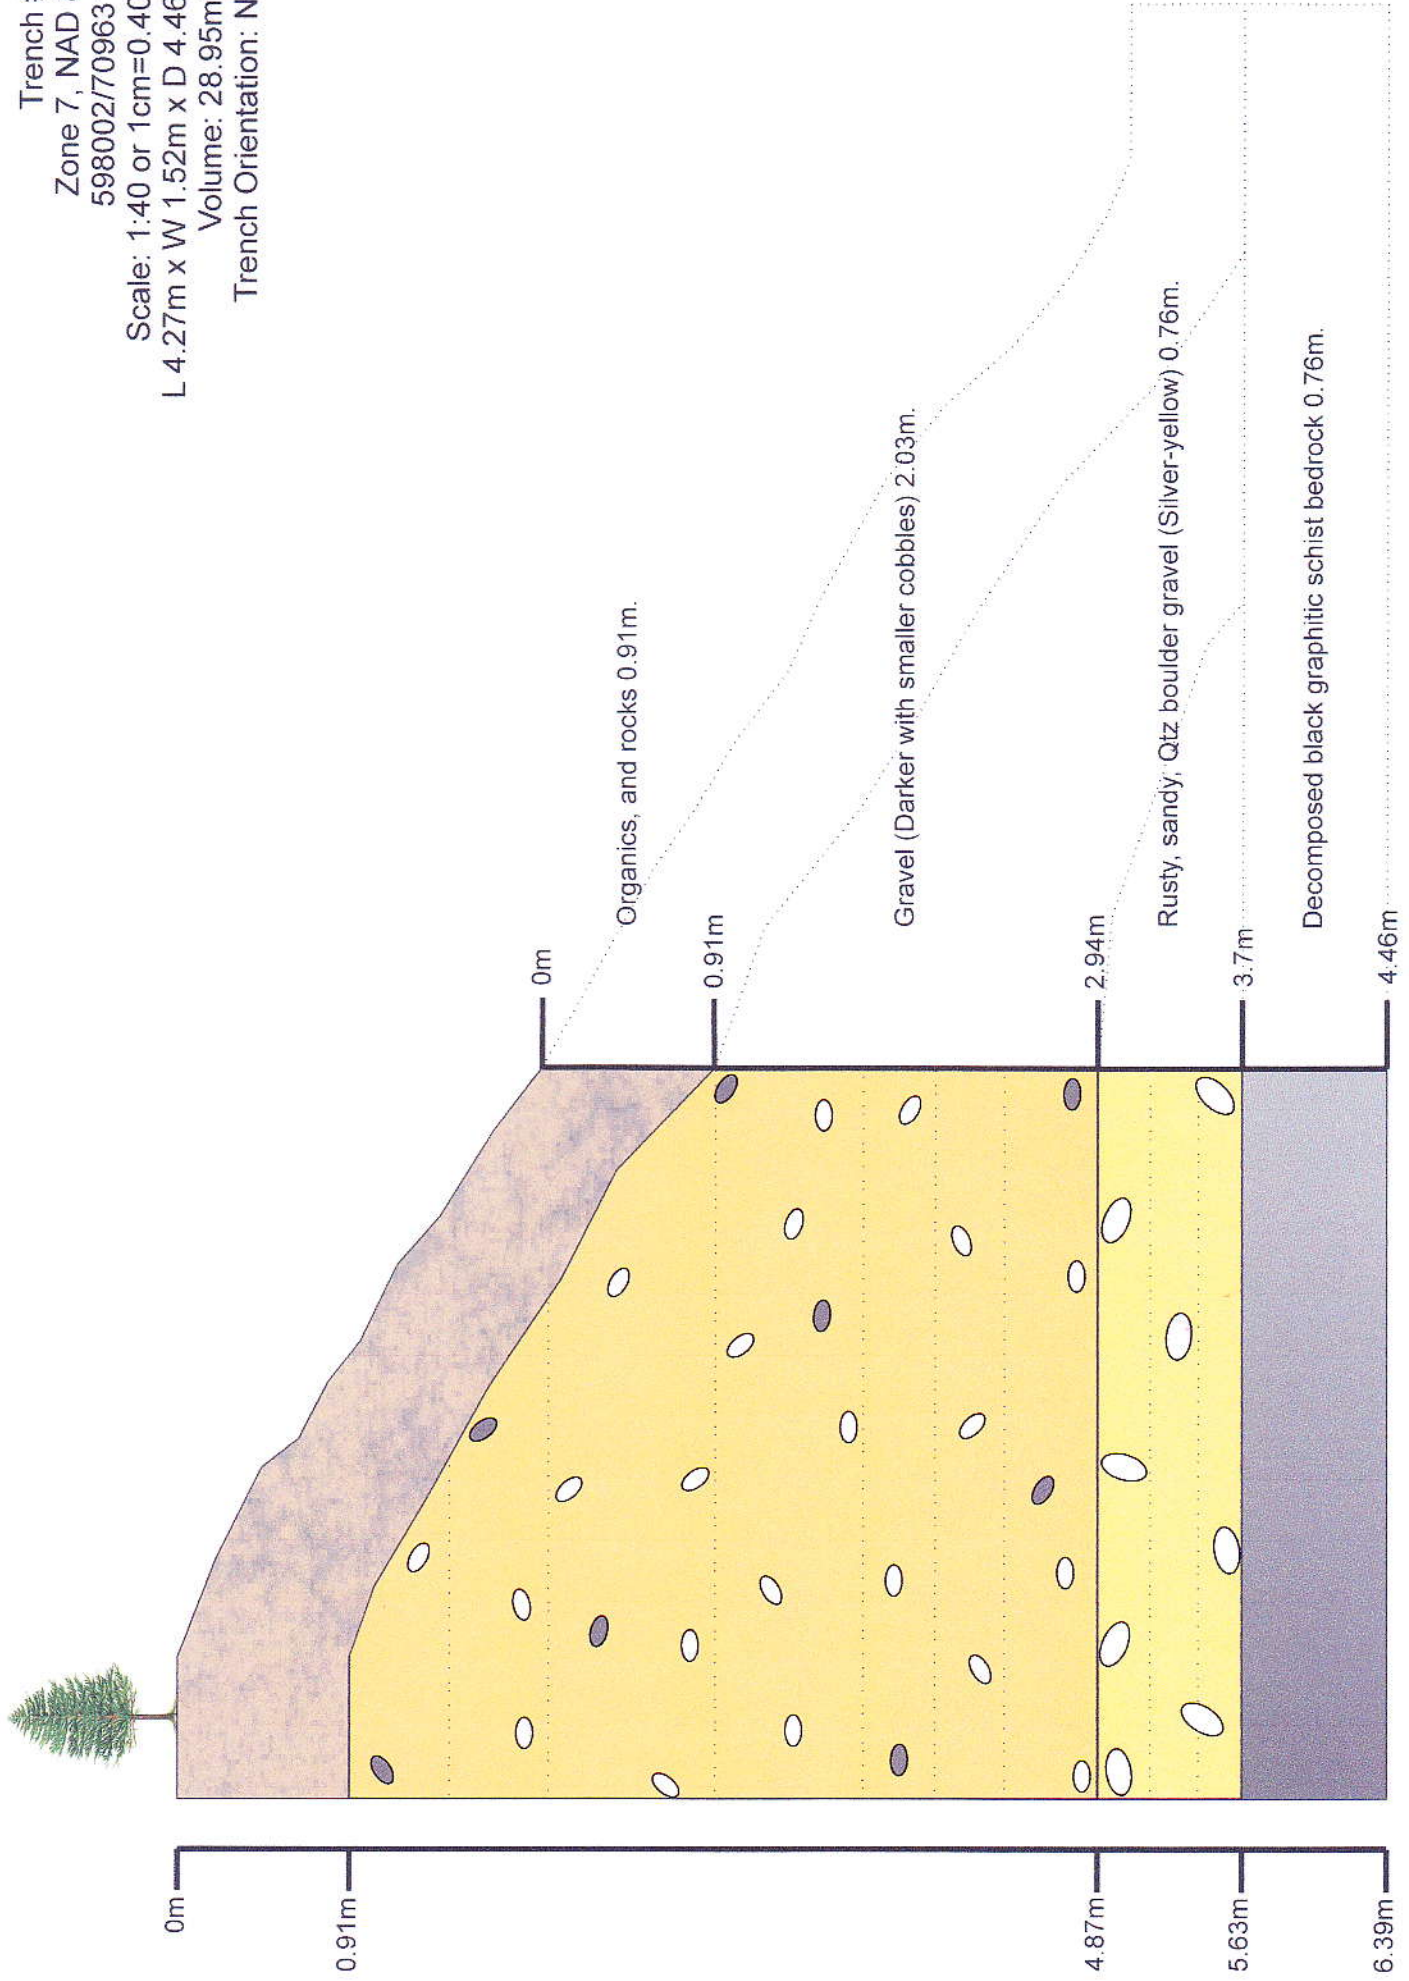 Trench
Zone 7, NAD
598002/70963
Scale: 1:40 or 1cm=0.40
L 4.27m x W 1.52m x D 4.46
Volume: 28.95m
Trench Orientation: N
0m
0.91m
4.87m
5.63m
6.39m
0m
0.91m
2.94m
3.7m
4.46m
Organics, and rocks 0.91m.
Gravel (Darker with smaller cobbles) 2.03m.
Rusty, sandy, Qtz boulder gravel (Silver-yellow) 0.76m.
Decomposed black graphitic schist bedrock 0.76m.